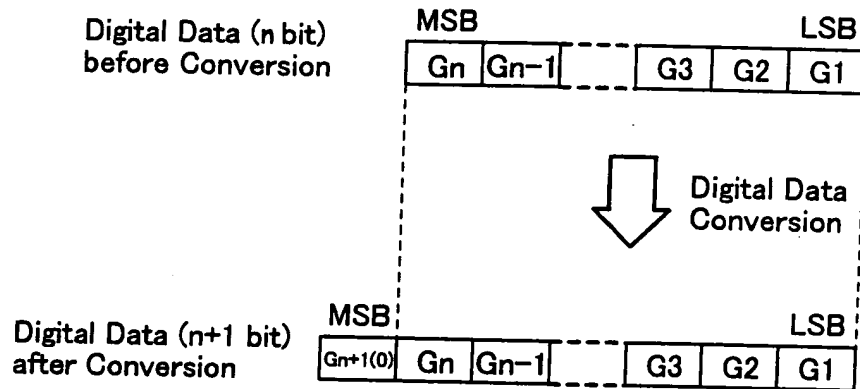 Digital Data (n bit)
before Conversion
MSB
LSB
Gn
Gn-1
G3
G2
G1
Digital Data
Conversion
Digital Data (n+1 bit)
after Conversion
MSB
LSB
Gn+1(0)
Gn
Gn-1
G3
G2
G1